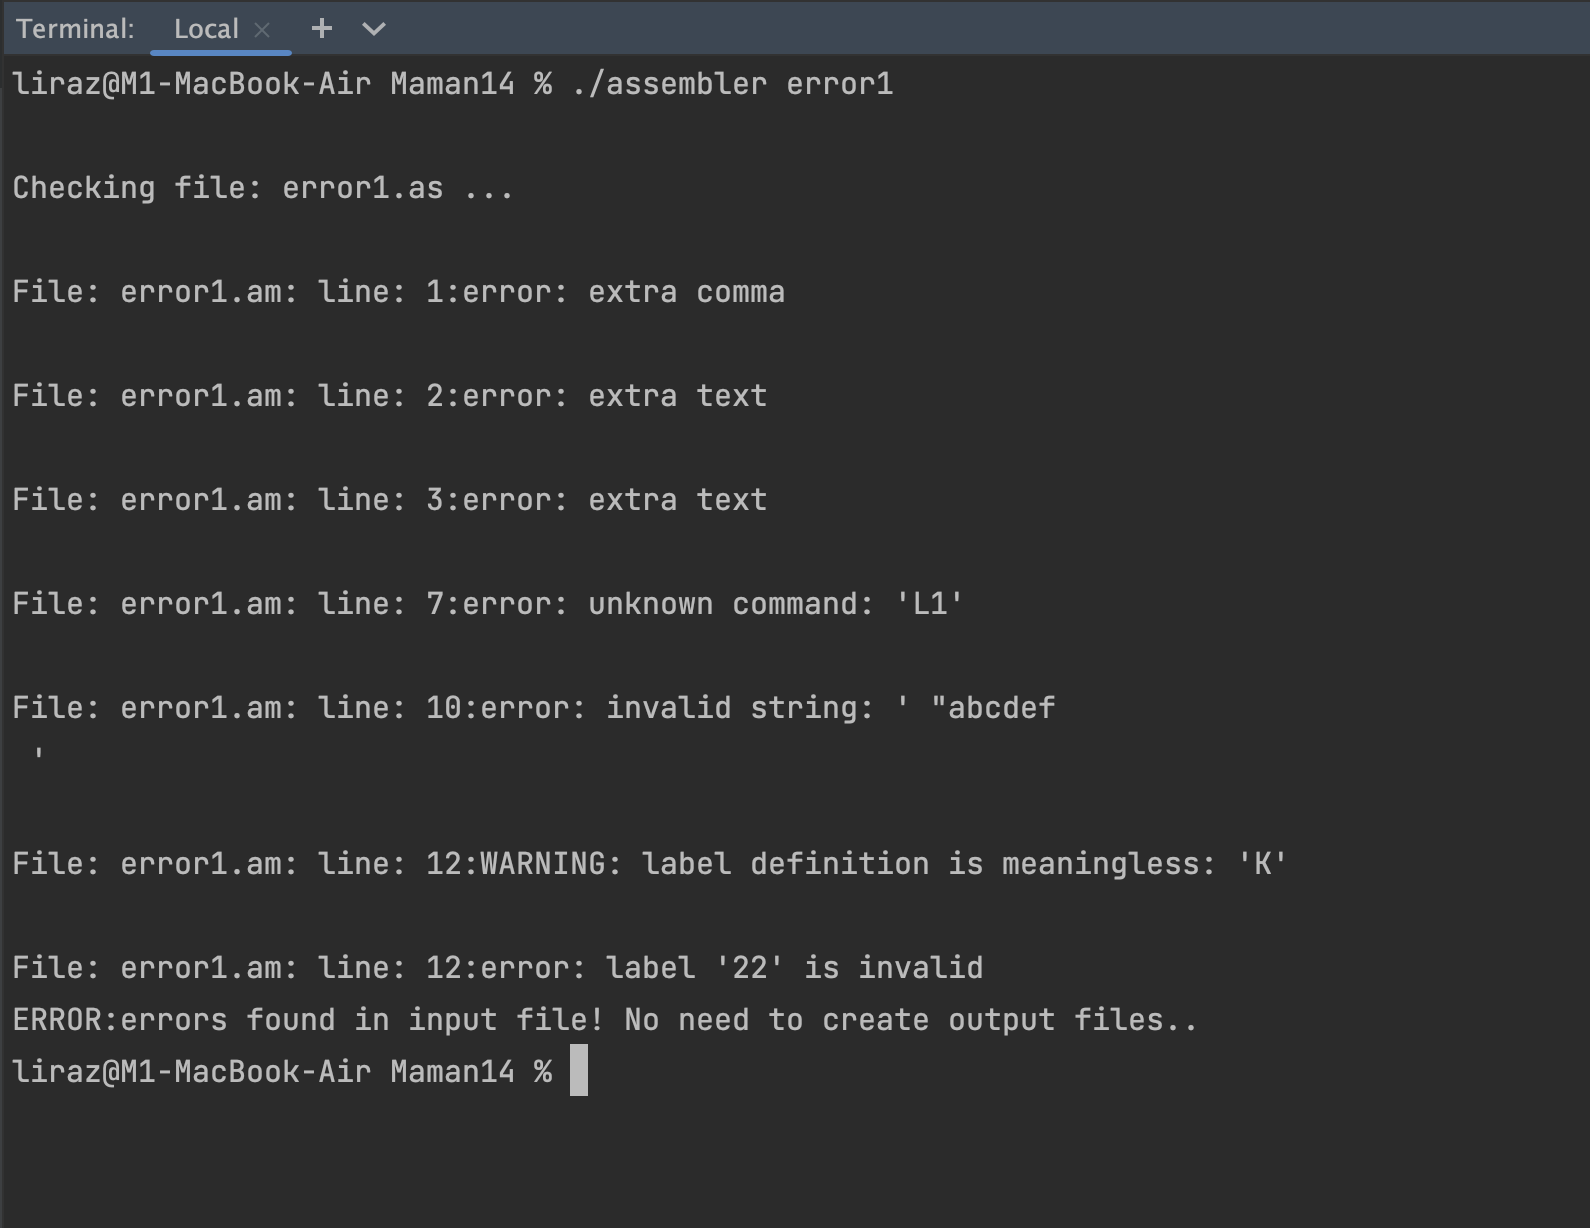 Terminal: Local × + 
liraz@M1-MacBook-Air Maman14 % ./assembler error1
Checking file: error1.as ...
File: error1.am: line: 1:error: extra comma
File: error1.am: line: 2:error: extra text
File: error1.am: line: 3:error: extra text
File: error1.am: line: 7:error: unknown command: 'L1'
File: error1.am: line: 10:error: invalid string: ' "abcdef
 '
File: error1.am: line: 12:WARNING: label definition is meaningless: 'K'
File: error1.am: line: 12:error: label '22' is invalid
ERROR:errors found in input file! No need to create output files..
liraz@M1-MacBook-Air Maman14 %